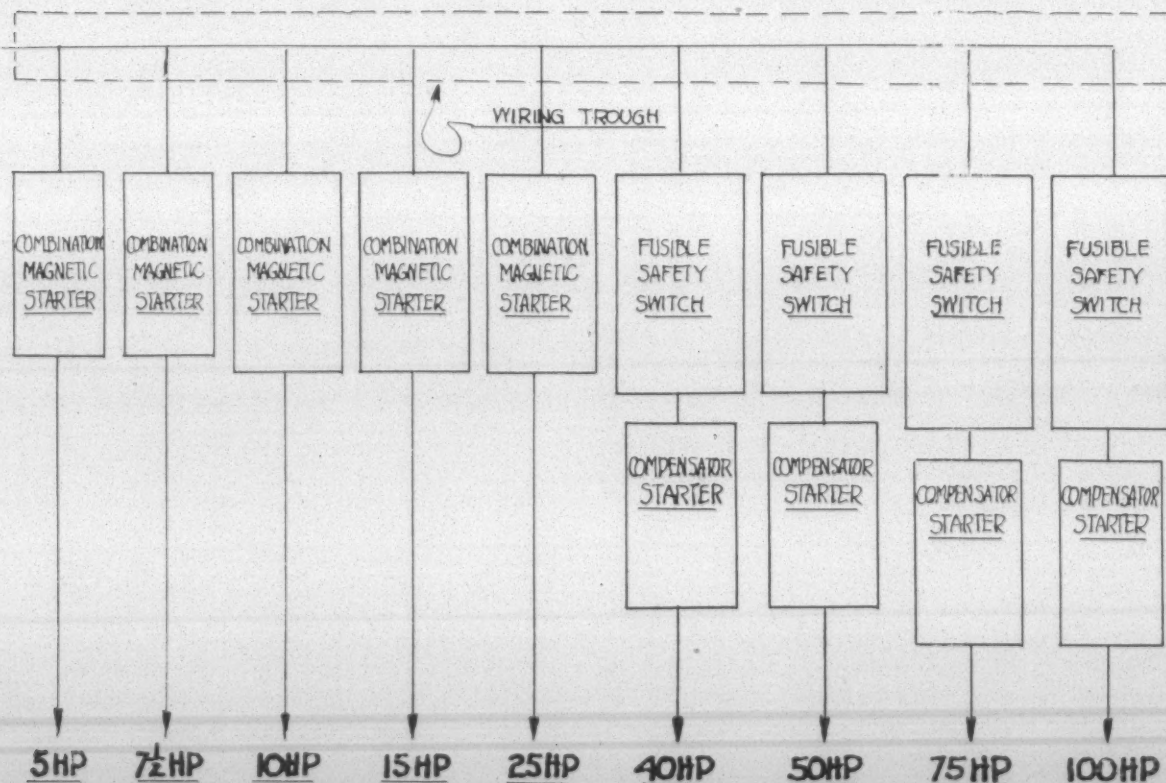 WIRING TROUGH
COMBINATION
MAGNETIC
STARTER
COMBINATION
MAGNETIC
STARTER
COMBINATION
MAGNETIC
STARTER
COMBINATION
MAGNETIC
STARTER
COMBINATION
MAGNETIC
STARTER
FUSIBLE
SAFETY
SWITCH
FUSIBLE
SAFETY
SWITCH
FUSIBLE
SAFETY
SWITCH
FUSIBLE
SAFETY
SWITCH
COMPENSATOR
STARTER
COMPENSATOR
STARTER
COMPENSATOR
STARTER
COMPENSATOR
STARTER
5HP 7½HP 10HP 15HP 25HP 40HP 50HP 75HP 100HP